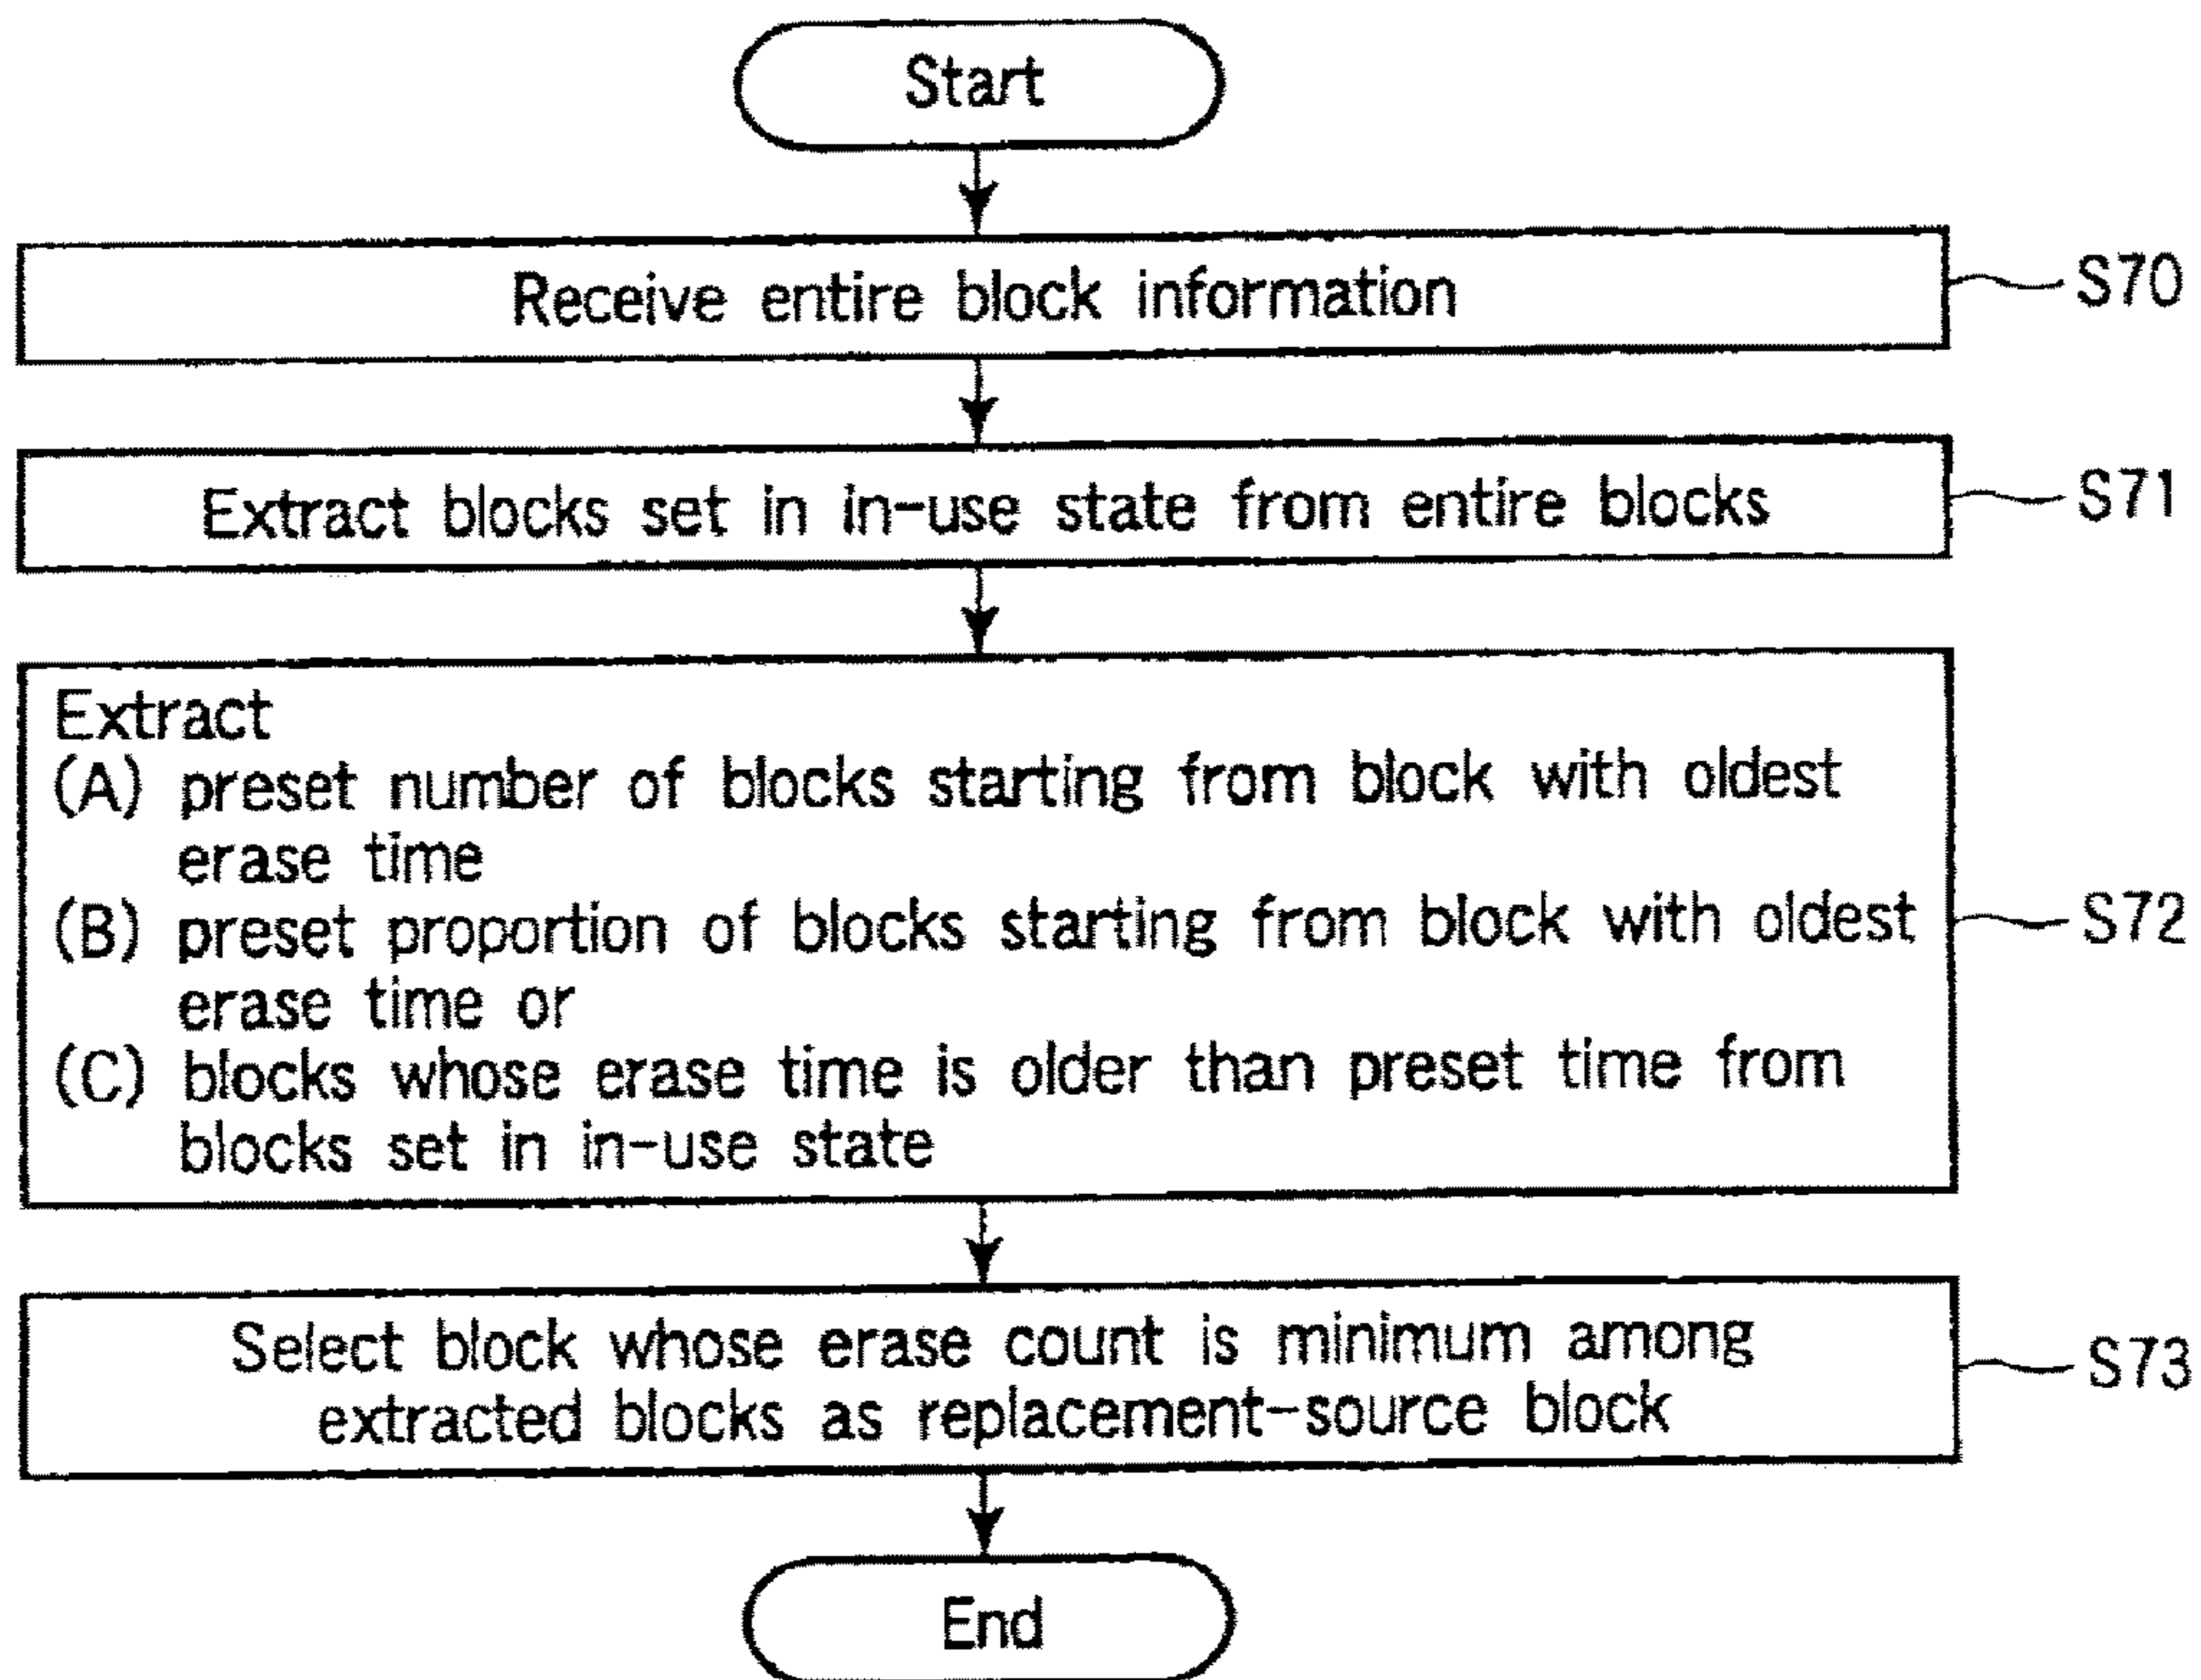 Start
Receive entire block information
S70
Extract blocks set in in-use state from entire blocks
S71
Extract
(A) preset number of blocks starting from block with oldest
erase time
(B) preset proportion of blocks starting from block with oldest
erase time or
(C) blocks whose erase time is older than preset time from
blocks set in in-use state
S72
Select block whose erase count is minimum among
extracted blocks as replacement-source block
S73
End